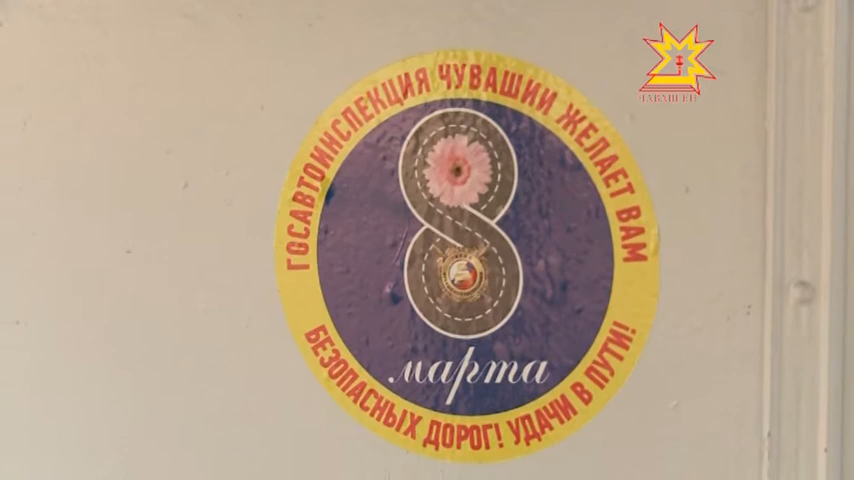 ГОСАВТОИНСПЕКЦИЯ ЧУВАШИИ ЖЕЛАЕТ ВАМ
8
марта
БЕЗОПАСНЫХ ДОРОГ! УДАЧИ В ПУТИ!